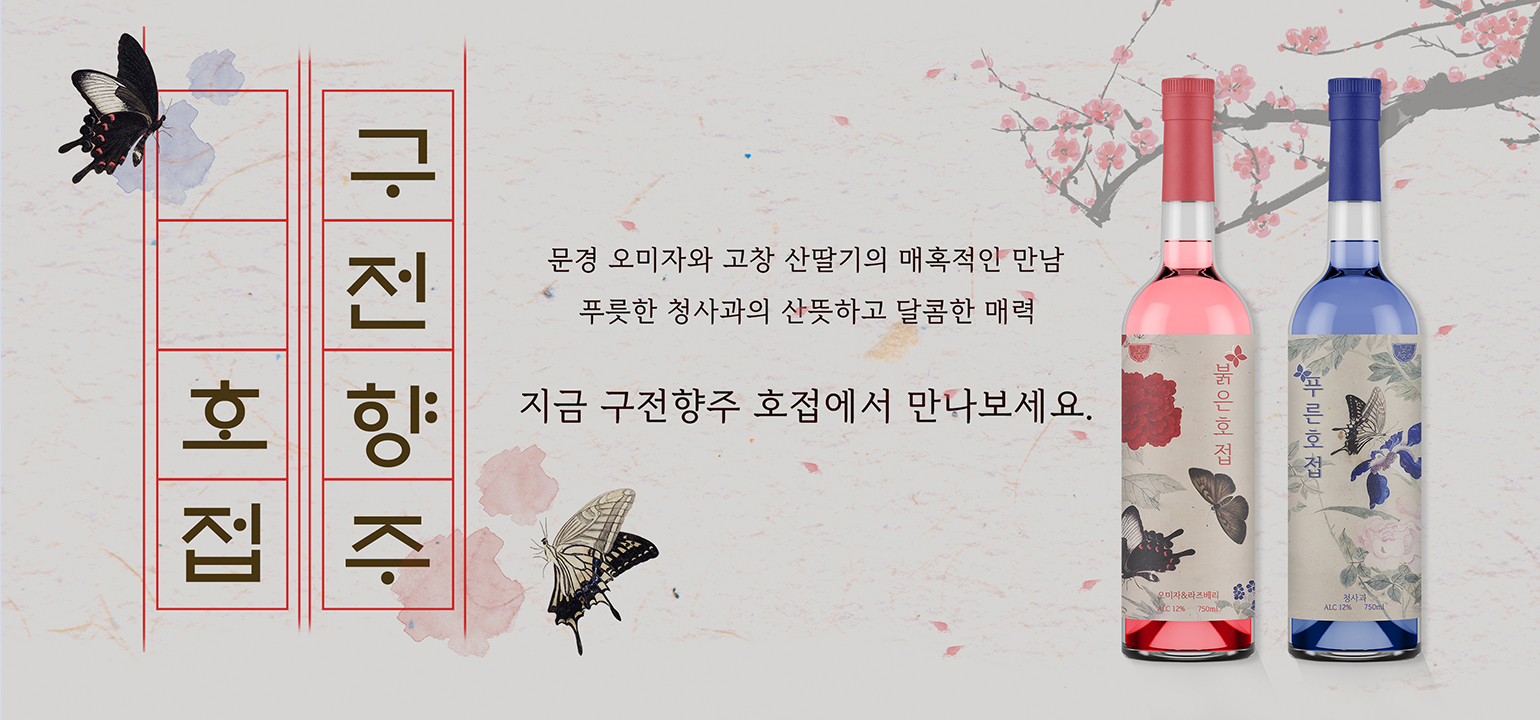 구전향주
호접
문경 오미자와 고창 산딸기의 매혹적인 만남
푸릇한 청사과의 산뜻하고 달콤한 매력
지금 구전향주 호접에서 만나보세요.
붉은호접
오미자&라즈베리
ALC 12% 750ml
푸른호접
청사과
ALC 12% 750ml